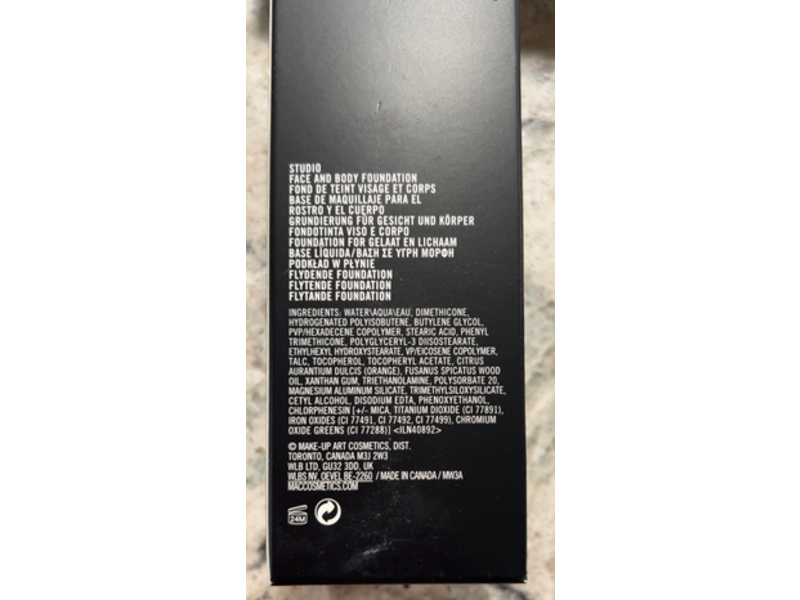 STUDIO
FACE AND BODY FOUNDATION
FOND DE TEINT VISAGE ET CORPS
BASE DE MAQUILLAJE PARA EL
ROSTRO Y EL CUERPO
GRUNDIERUNG FÜR GESICHT UND KÖRPER
FONDOTINTA VISO E CORPO
FOUNDATION FOR GELAAT EN LICHAAM
BASE LÍQUIDA/ΒΑΣΗ ΣΕ ΥΓΡΗ ΜΟΡΦΗ
PODKŁAD W PŁYNIE
FLYDENDE FOUNDATION
FLYTENDE FOUNDATION
FLYTANDE FOUNDATION
INGREDIENTS: WATER\AQUA\EAU, DIMETHICONE,
HYDROGENATED POLYISOBUTENE, BUTYLENE GLYCOL,
PVP/HEXADECENE COPOLYMER, STEARIC ACID, PHENYL
TRIMETHICONE, POLYGLYCERYL-3 DIISOSTEARATE,
ETHYLHEXYL HYDROXYSTEARATE, VP/EICOSENE COPOLYMER,
TALC, TOCOPHEROL, TOCOPHERYL ACETATE, CITRUS
AURANTIUM DULCIS (ORANGE), FUSANUS SPICATUS WOOD
OIL, XANTHAN GUM, TRIETHANOLAMINE, POLYSORBATE 20,
MAGNESIUM ALUMINUM SILICATE, TRIMETHYLSILOXYSILICATE,
CETYL ALCOHOL, DISODIUM EDTA, PHENOXYETHANOL,
CHLORPHENESIN [+/- MICA, TITANIUM DIOXIDE (CI 77891),
IRON OXIDES (CI 77491, CI 77492, CI 77499), CHROMIUM
OXIDE GREENS (CI 77288)] <ILN40892>
© MAKE-UP ART COSMETICS, DIST.
TORONTO, CANADA M3J 2W3
WLB LTD, GU32 3DD, UK
WLBS NV, OEVEL BE-2260 / MADE IN CANADA / MW3A
MACCOSMETICS.COM
24M